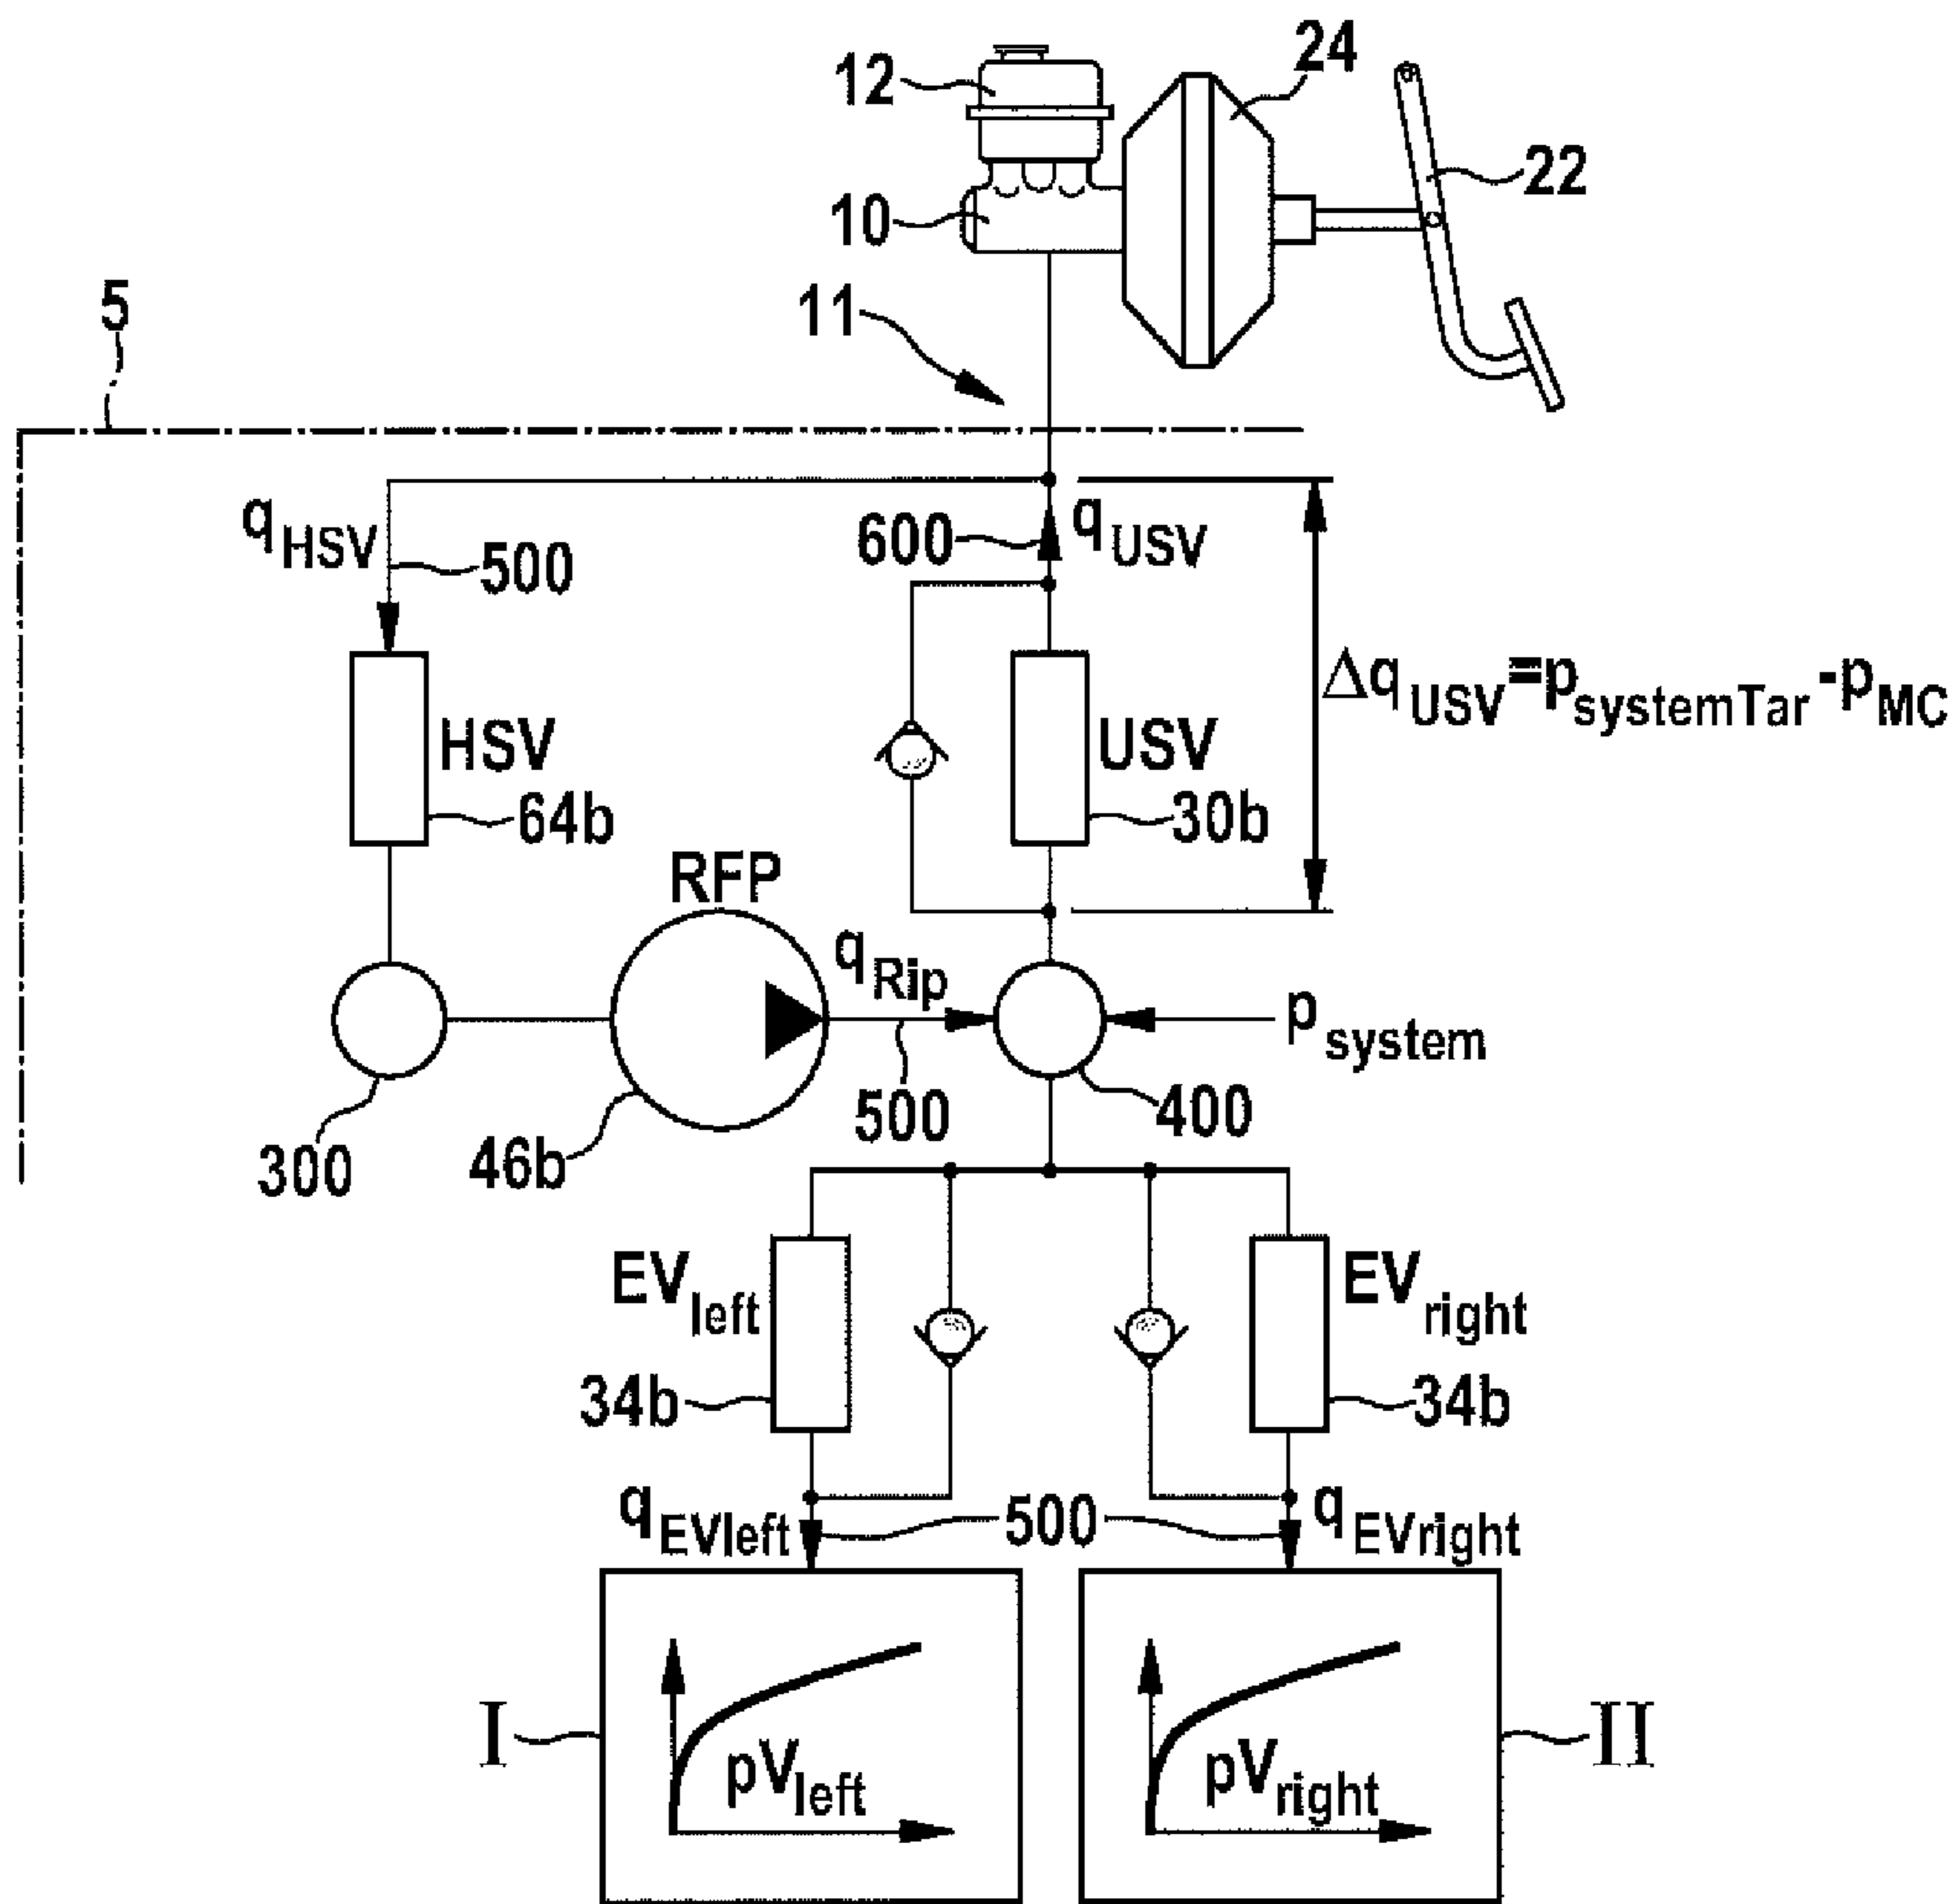 24
12
22
10
11
5
qHSV
500
600
qUSV
ΔqUSV=psystemTar-pMC
HSV
64b
USV
30b
RFP
qRip
psystem
300
46b
500
400
EVleft
EVright
34b
34b
qEVleft
500
qEVright
I
pVleft
pVright
II